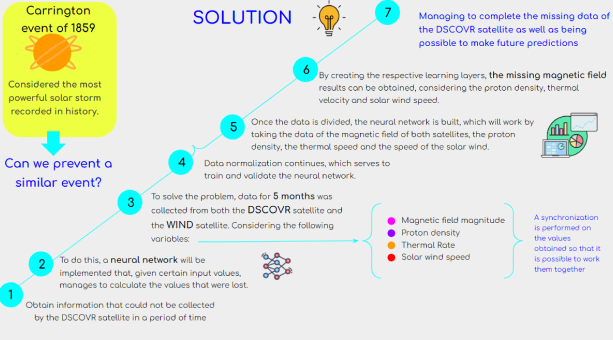 Carrington
event of 1859
Considered the most
powerful solar storm
recorded in history.
Can we prevent a
similar event?
SOLUTION
7
Managing to complete the missing data of
the DSCOVR satellite as well as being
possible to make future predictions
6
By creating the respective learning layers, the missing magnetic field
results can be obtained, considering the proton density, thermal
velocity and solar wind speed.
5
Once the data is divided, the neural network is built, which will work by
taking the data of the magnetic field of both satellites, the proton
density, the thermal speed and the speed of the solar wind.
4
Data normalization continues, which serves to
train and validate the neural network.
3
To solve the problem, data for 5 months was
collected from both the DSCOVR satellite and
the WIND satellite. Considering the following
variables:
Magnetic field magnitude
Proton density
Thermal Rate
Solar wind speed
A synchronization
is performed on
the values
obtained so that it
is possible to work
them together
2
To do this, a neural network will be
implemented that, given certain input values,
manages to calculate the values that were lost.
1
Obtain information that could not be collected
by the DSCOVR satellite in a period of time